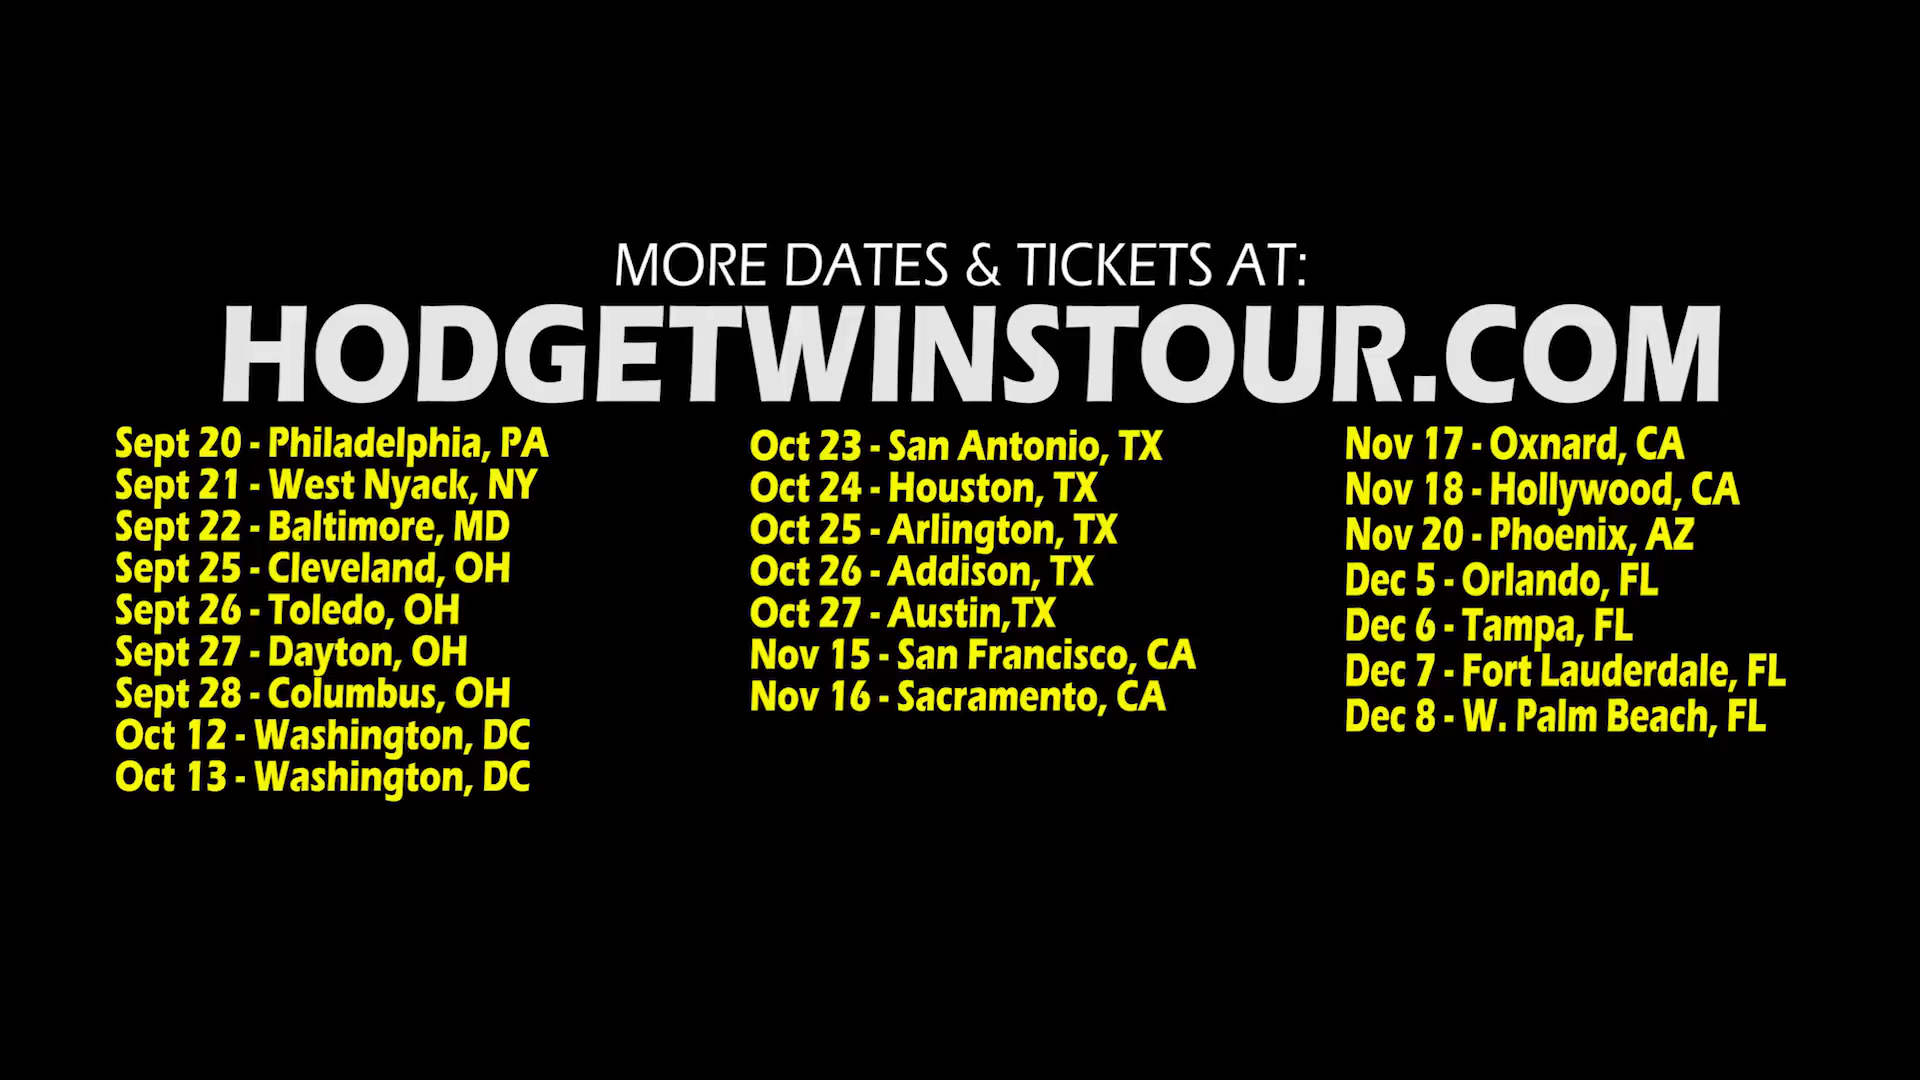 MORE DATES & TICKETS AT:
HODGETWINSTOUR.COM
Sept 20 - Philadelphia, PA
Sept 21 - West Nyack, NY
Sept 22 - Baltimore, MD
Sept 25 - Cleveland, OH
Sept 26 - Toledo, OH
Sept 27 - Dayton, OH
Sept 28 - Columbus, OH
Oct 12 - Washington, DC
Oct 13 - Washington, DC
Oct 23 - San Antonio, TX
Oct 24 - Houston, TX
Oct 25 - Arlington, TX
Oct 26 - Addison, TX
Oct 27 - Austin,TX
Nov 15 - San Francisco, CA
Nov 16 - Sacramento, CA
Nov 17 - Oxnard, CA
Nov 18 - Hollywood, CA
Nov 20 - Phoenix, AZ
Dec 5 - Orlando, FL
Dec 6 - Tampa, FL
Dec 7 - Fort Lauderdale, FL
Dec 8 - W. Palm Beach, FL